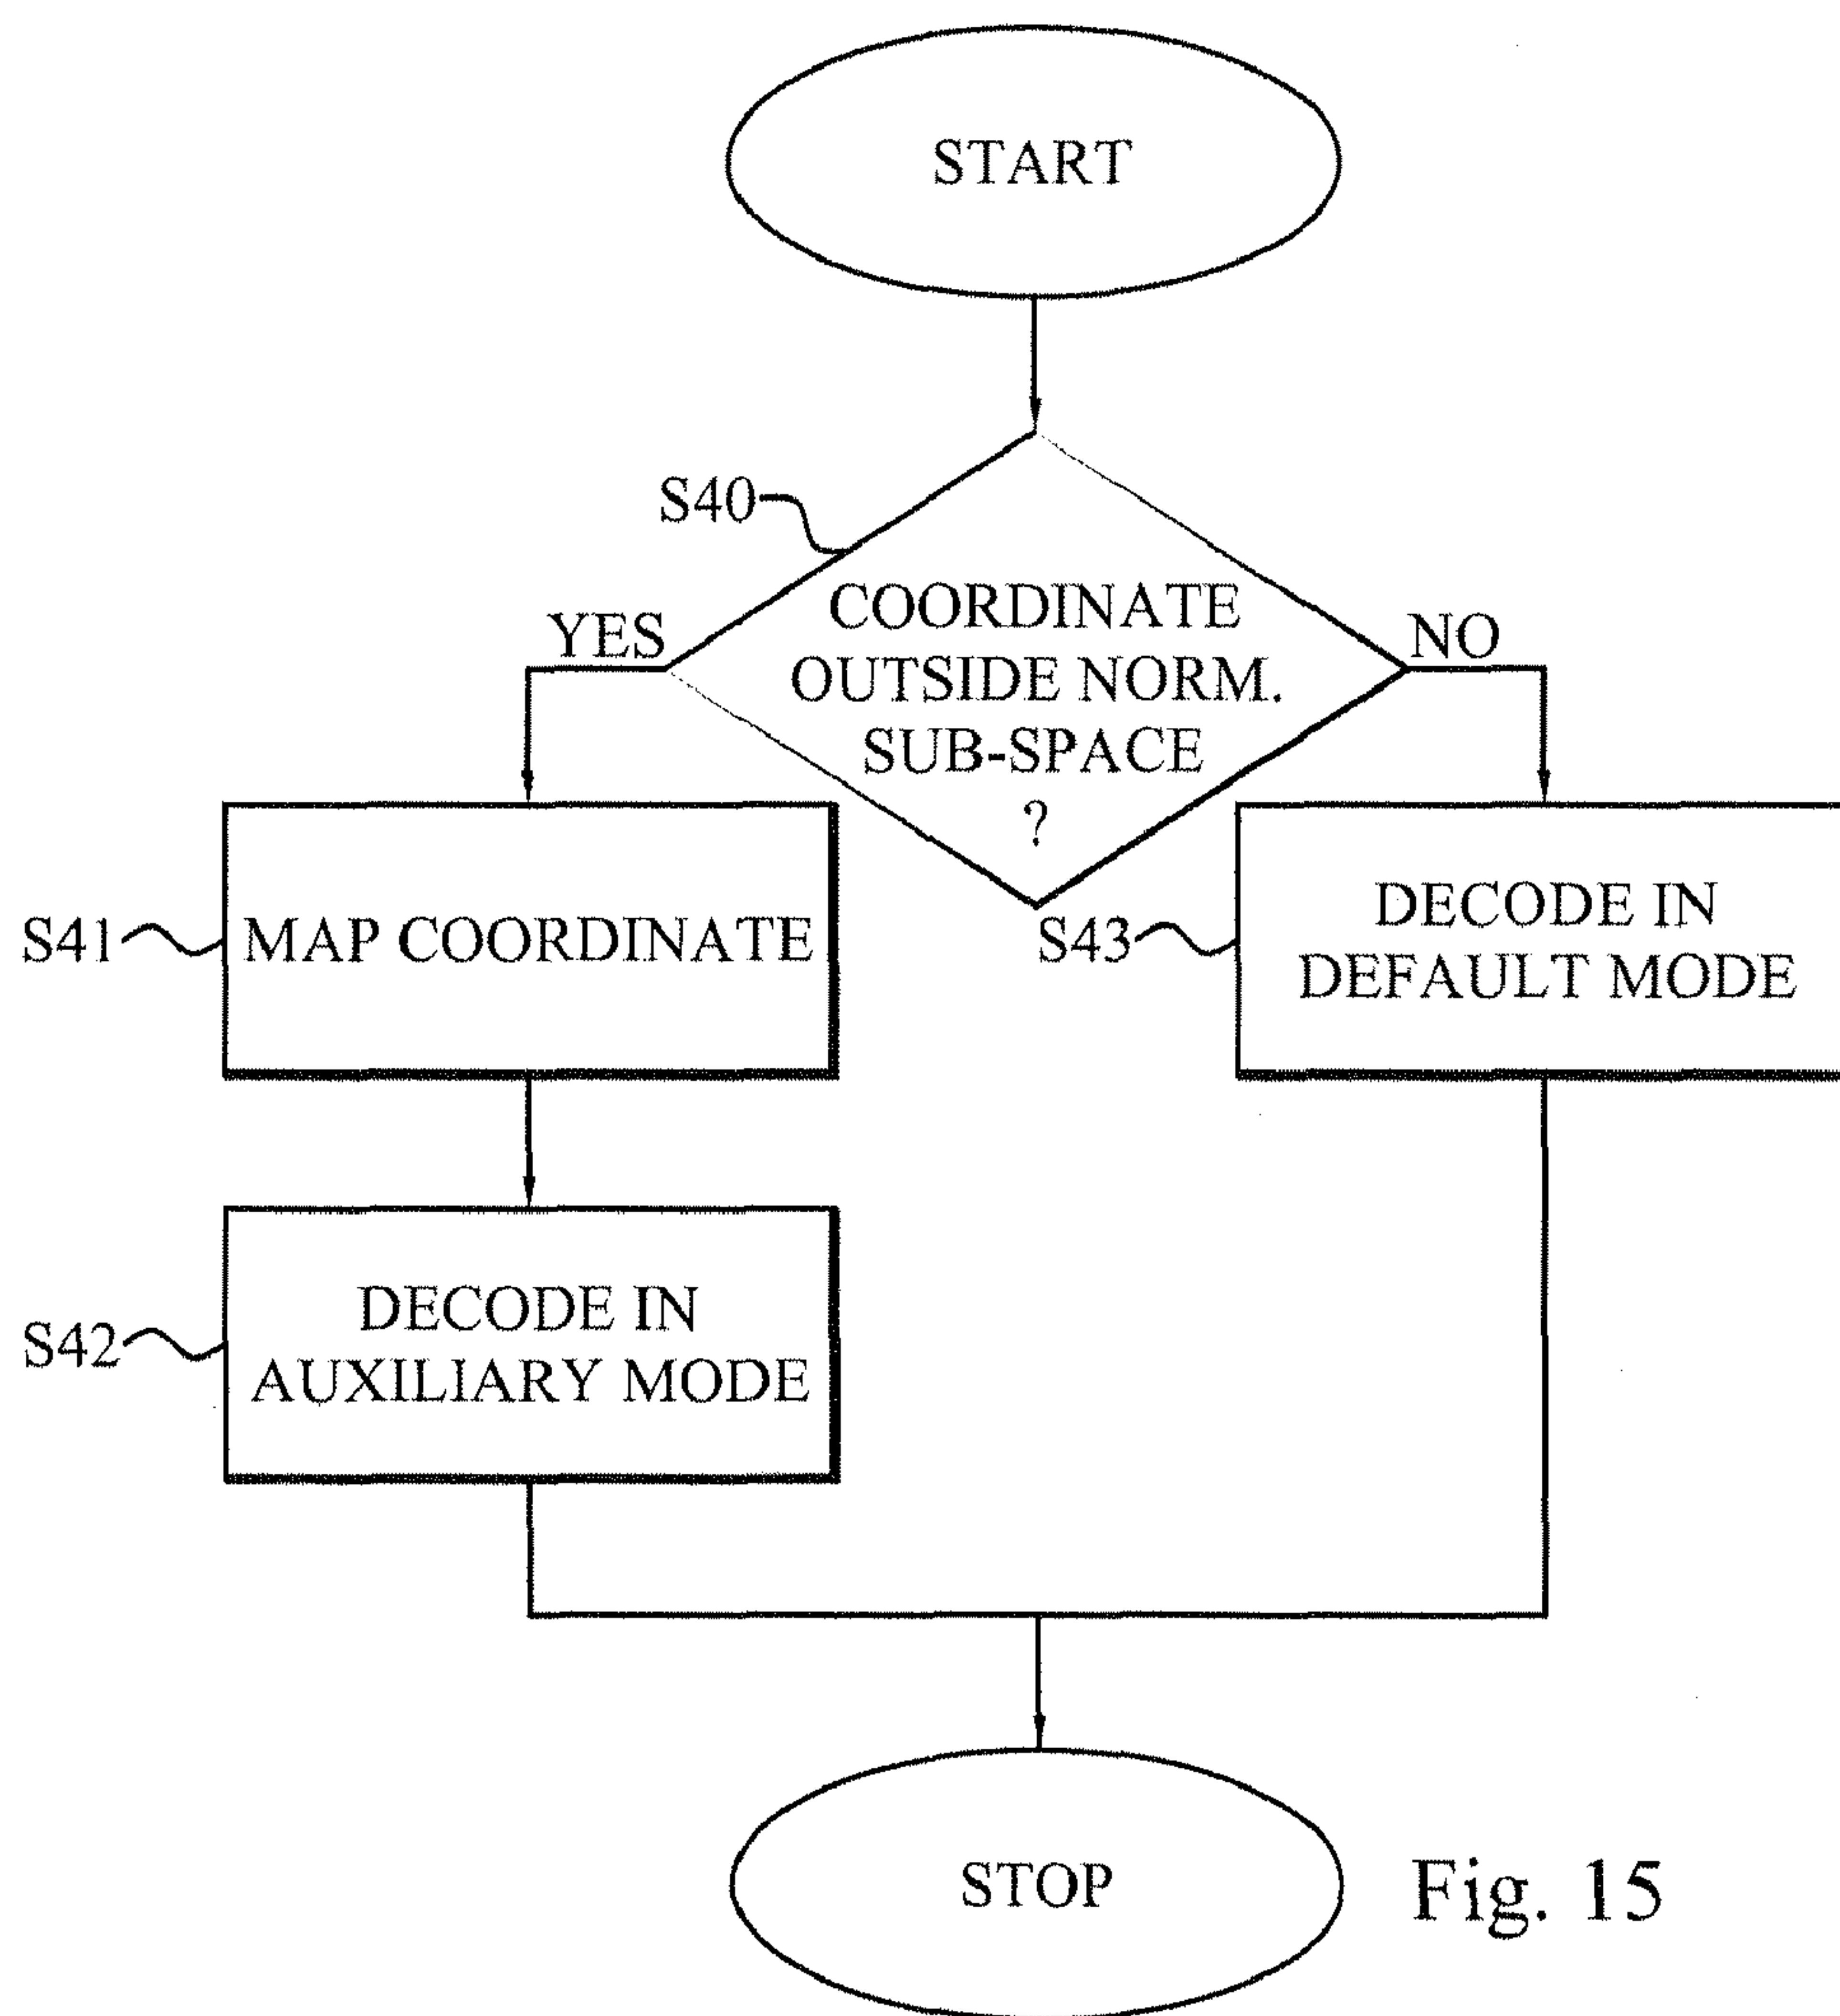 START
S40
COORDINATE
OUTSIDE NORM.
SUB-SPACE
?
YES
NO
S41
MAP COORDINATE
S43
DECODE IN
DEFAULT MODE
S42
DECODE IN
AUXILIARY MODE
STOP
Fig. 15